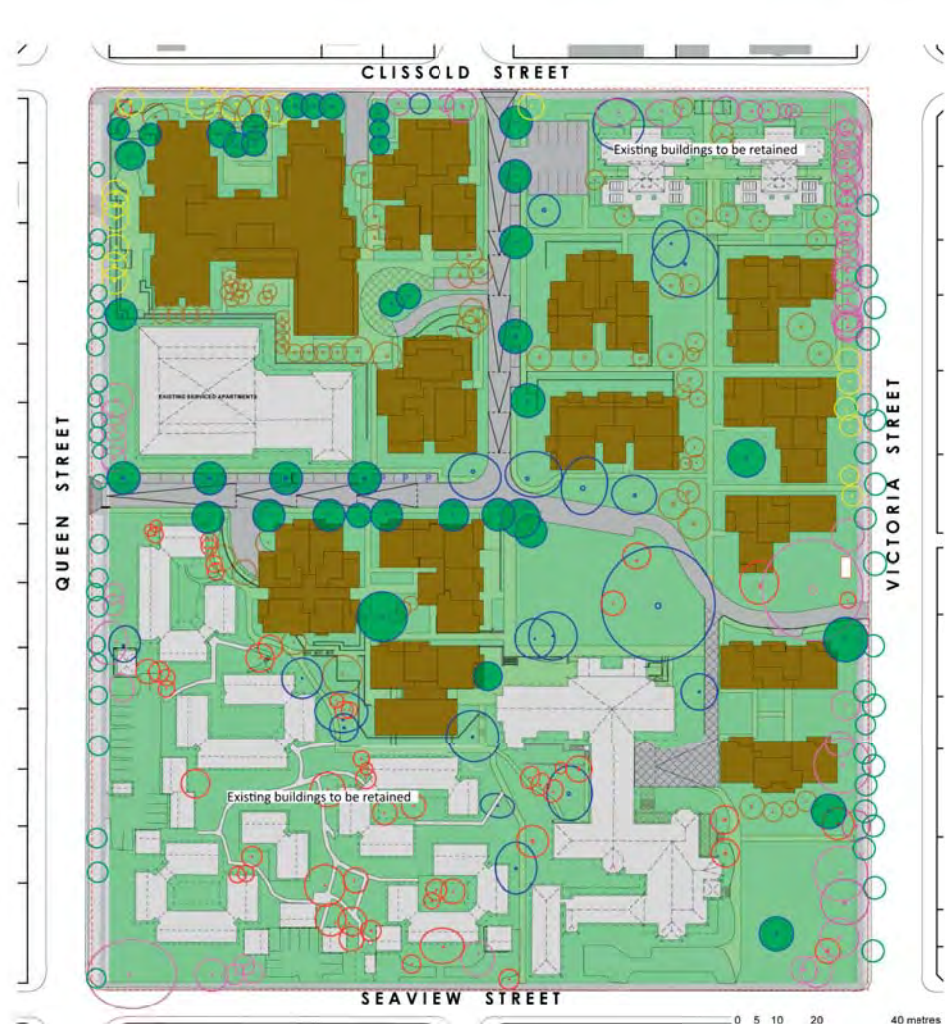 CLISSOLD STREET
Existing buildings to be retained
EXISTING SERVICED APARTMENTS
QUEEN STREET
VICTORIA STREET
P P P
Existing buildings to be retained
SEAVIEW STREET
0 5 10 20 40 metres